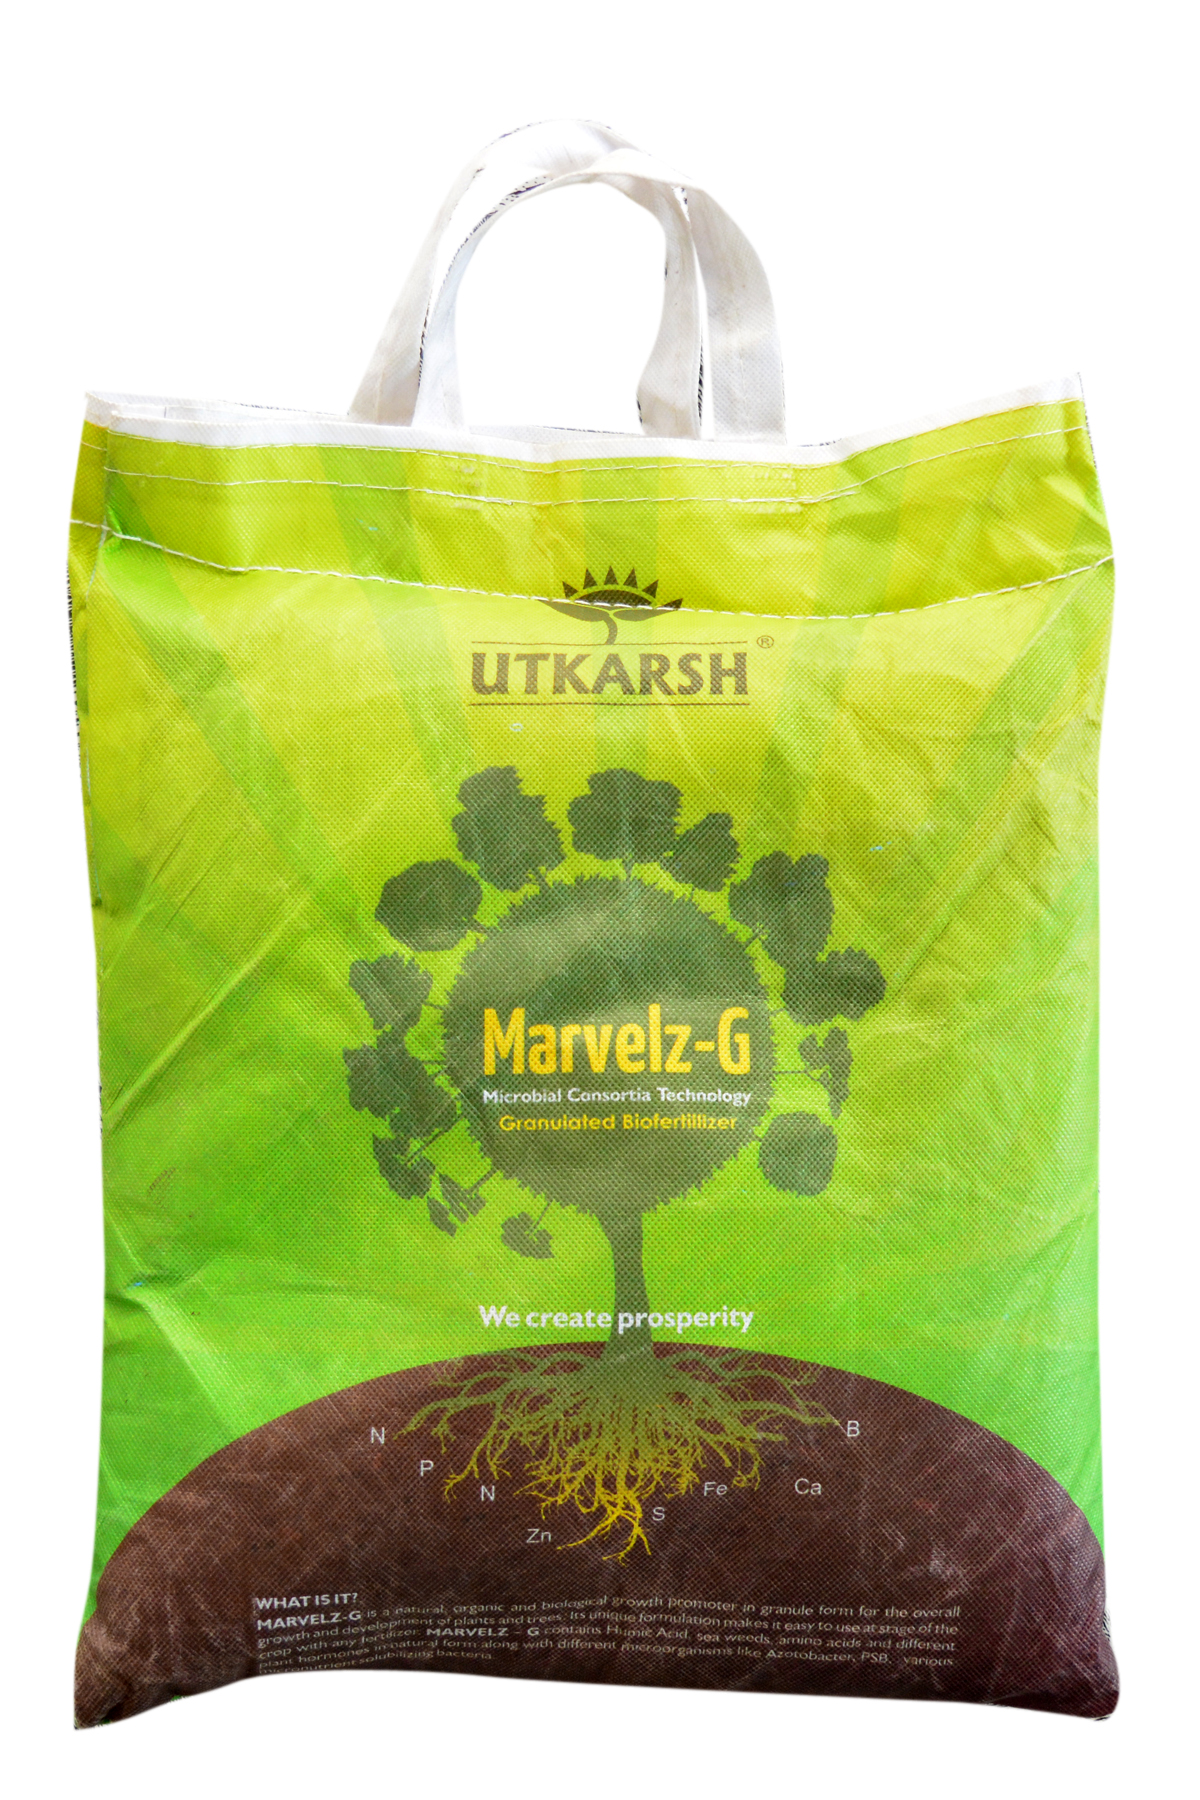 UTKARSH ®
Marvelz-G
Microbial Consortia Technology
Granulated Biofertillizer
We create prosperity
N
B
P
N
Fe
Ca
S
Zn
WHAT IS IT?
MARVELZ-G is a natural, organic and biological growth promoter in granule form for the overall
growth and development of plants and trees. Its unique formulation makes it easy to use at stage of the
crop with any fertilizer. MARVELZ - G contains Humic Acid, sea weeds, amino acids and different
plant hormones in natural form along with different microorganisms like Azotobacter, PSB, various
micronutrient solubilizing bacteria.